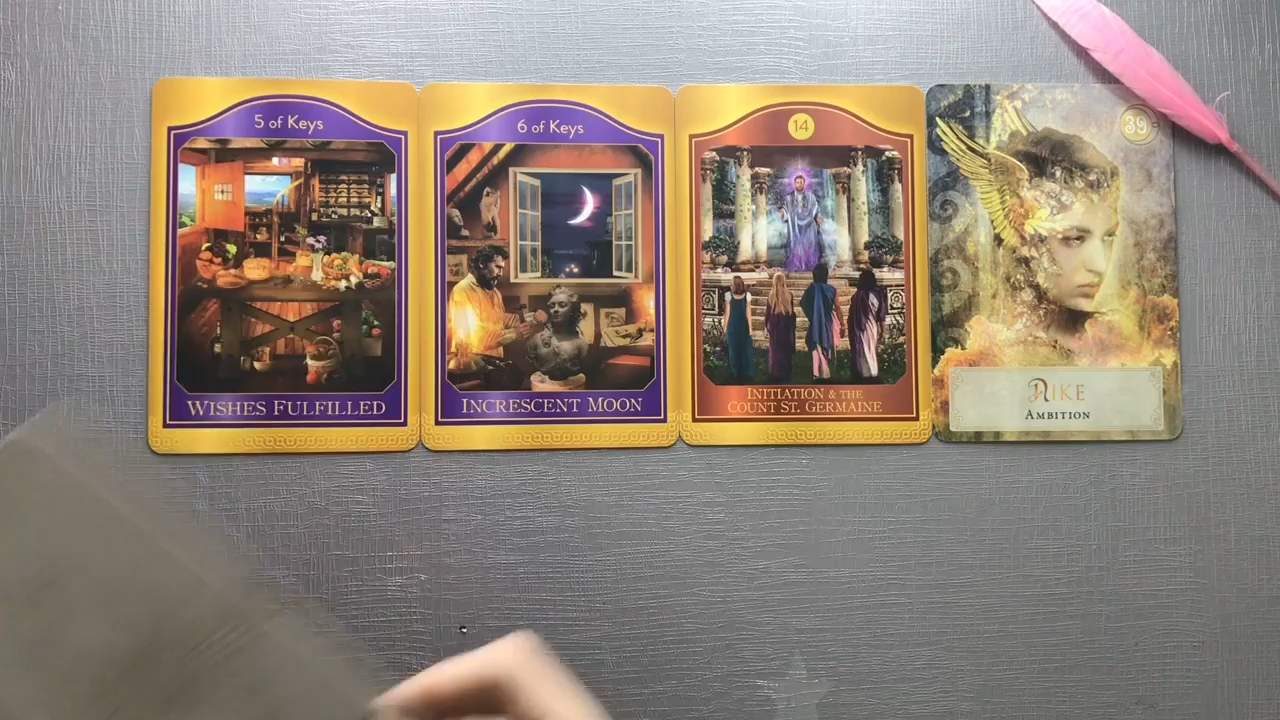 5 of Keys
WISHES FULFILLED
6 of Keys
INCRESCENT MOON
14
INITIATION & THE
COUNT ST. GERMAINE
39
NIKE
AMBITION